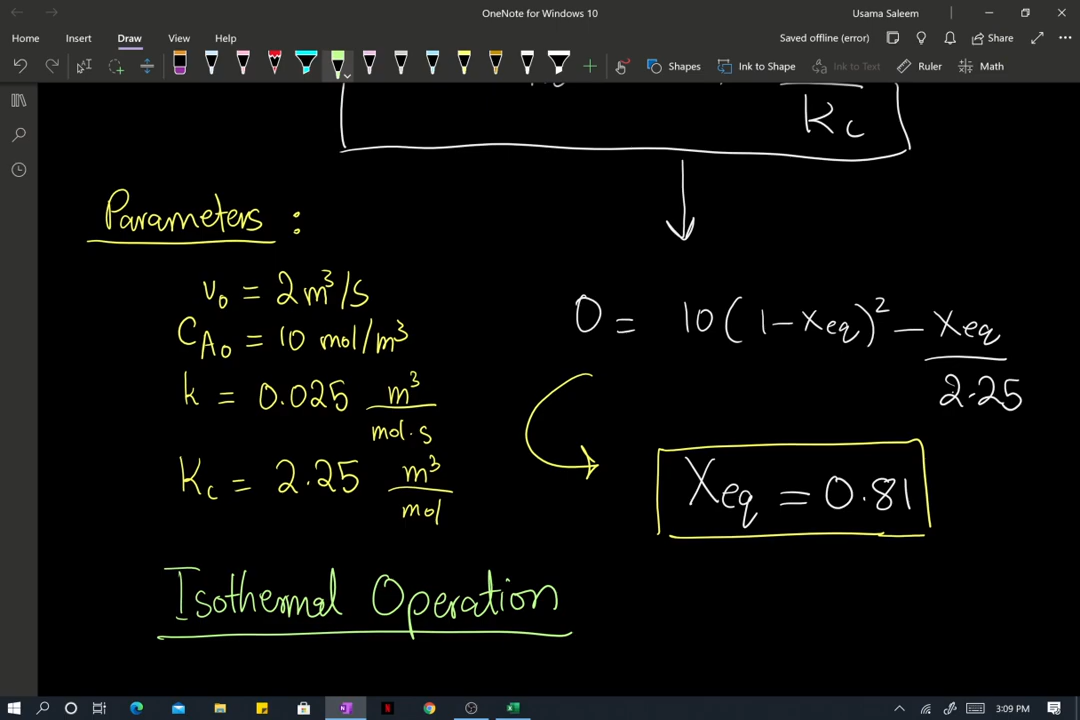 OneNote for Windows 10
Usama Saleem
Home Insert Draw View Help
Saved offline (error)
Share
Shapes
Ink to Shape
Ink to Text
Ruler
Math
Kc
Parameters :
v₀ = 2 m³/s
C_A₀ = 10 mol/m³
k = 0.025 m³/mol·s
Kc = 2.25 m³/mol
0 = 10(1-Xeq)² - Xeq/2.25
Xeq = 0.81
Isothermal Operation
3:09 PM